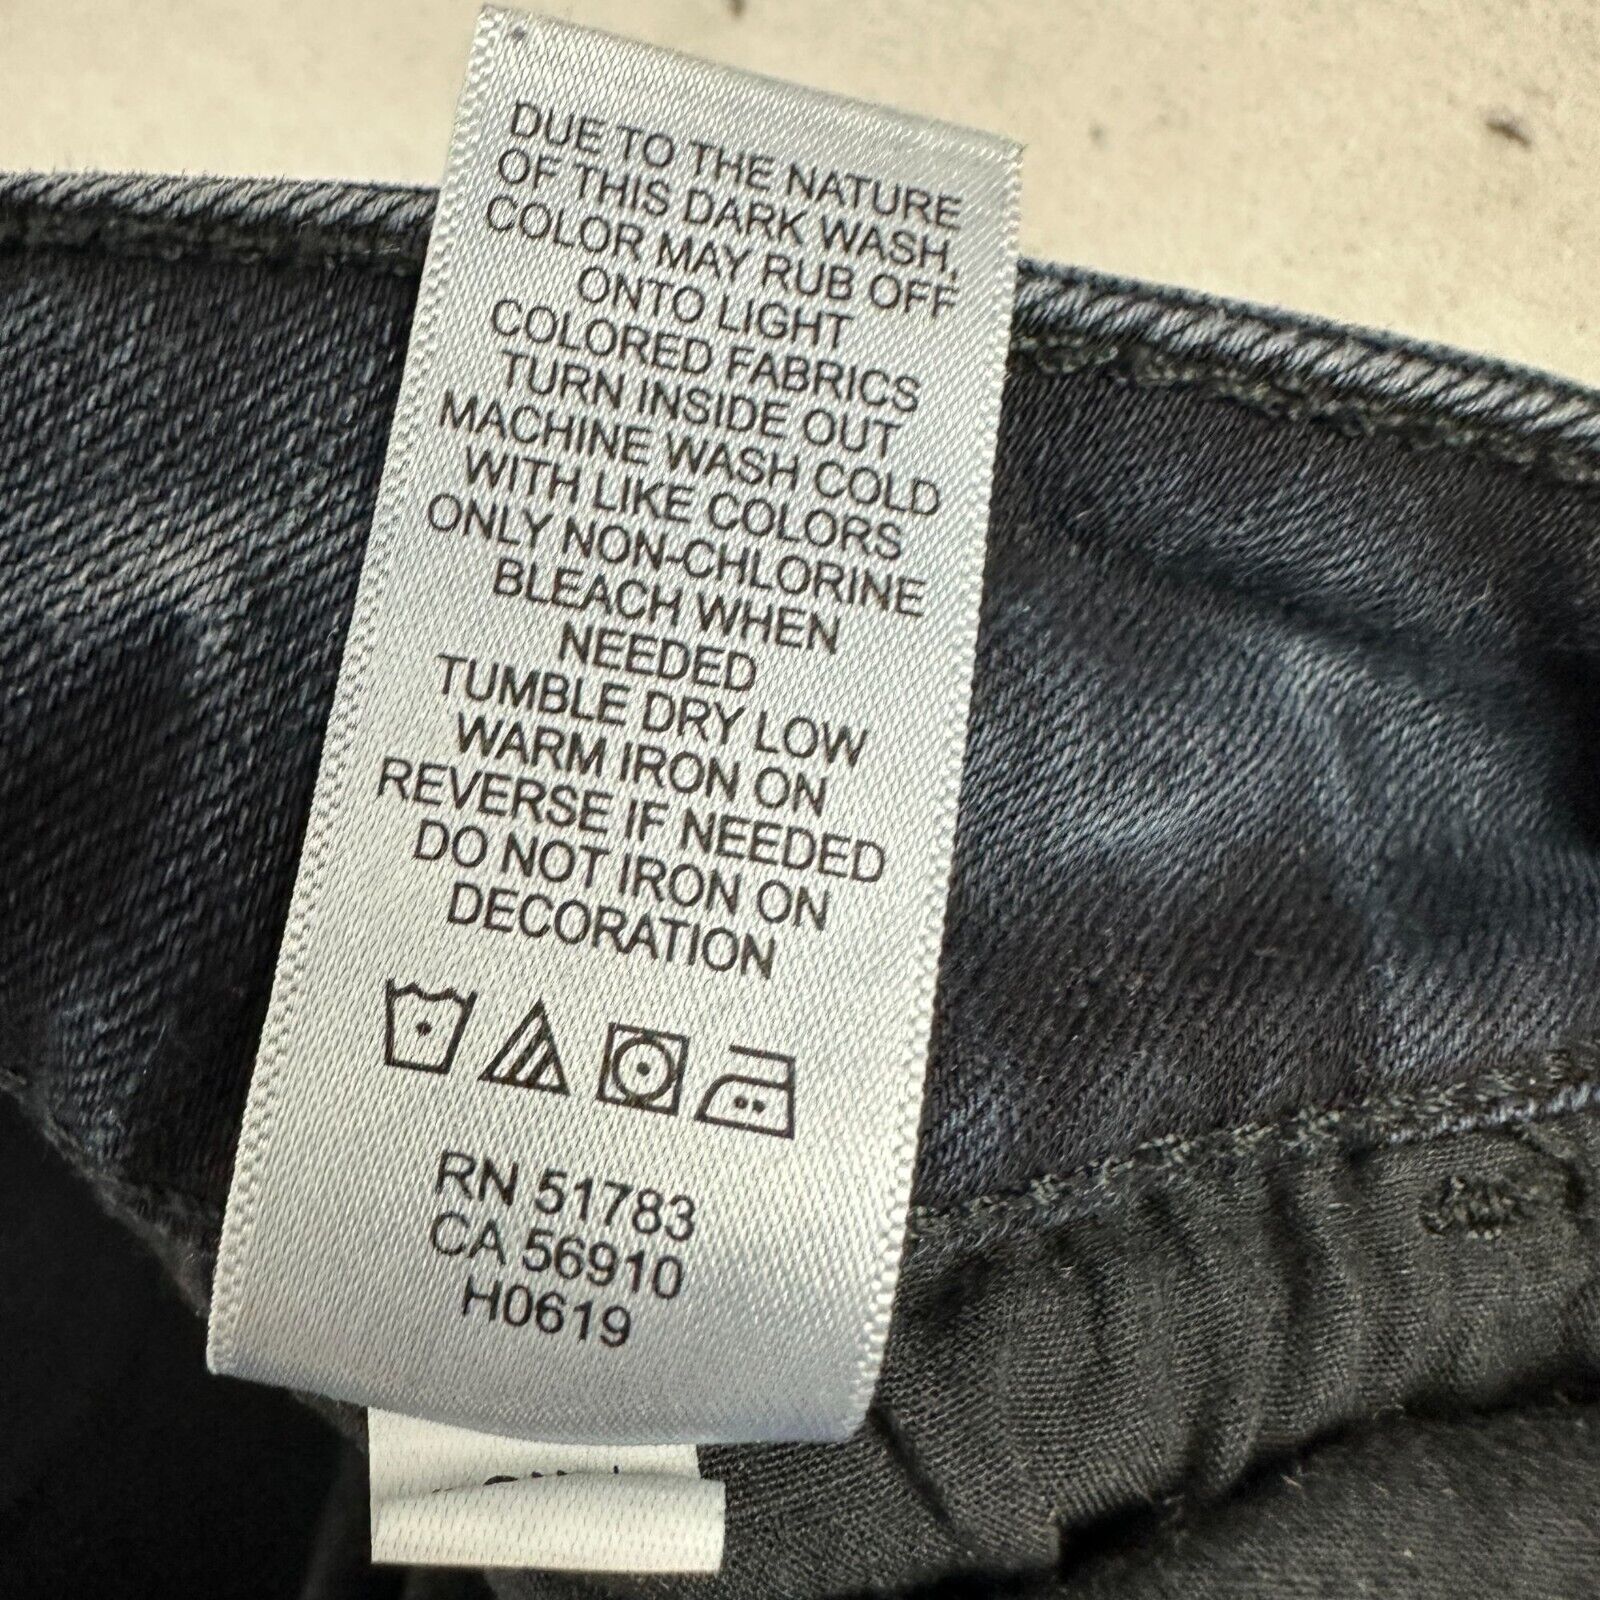 DUE TO THE NATURE
OF THIS DARK WASH,
COLOR MAY RUB OFF
ONTO LIGHT
COLORED FABRICS
TURN INSIDE OUT
MACHINE WASH COLD
WITH LIKE COLORS
ONLY NON-CHLORINE
BLEACH WHEN
NEEDED
TUMBLE DRY LOW
WARM IRON ON
REVERSE IF NEEDED
DO NOT IRON ON
DECORATION
RN 51783
CA 56910
H0619